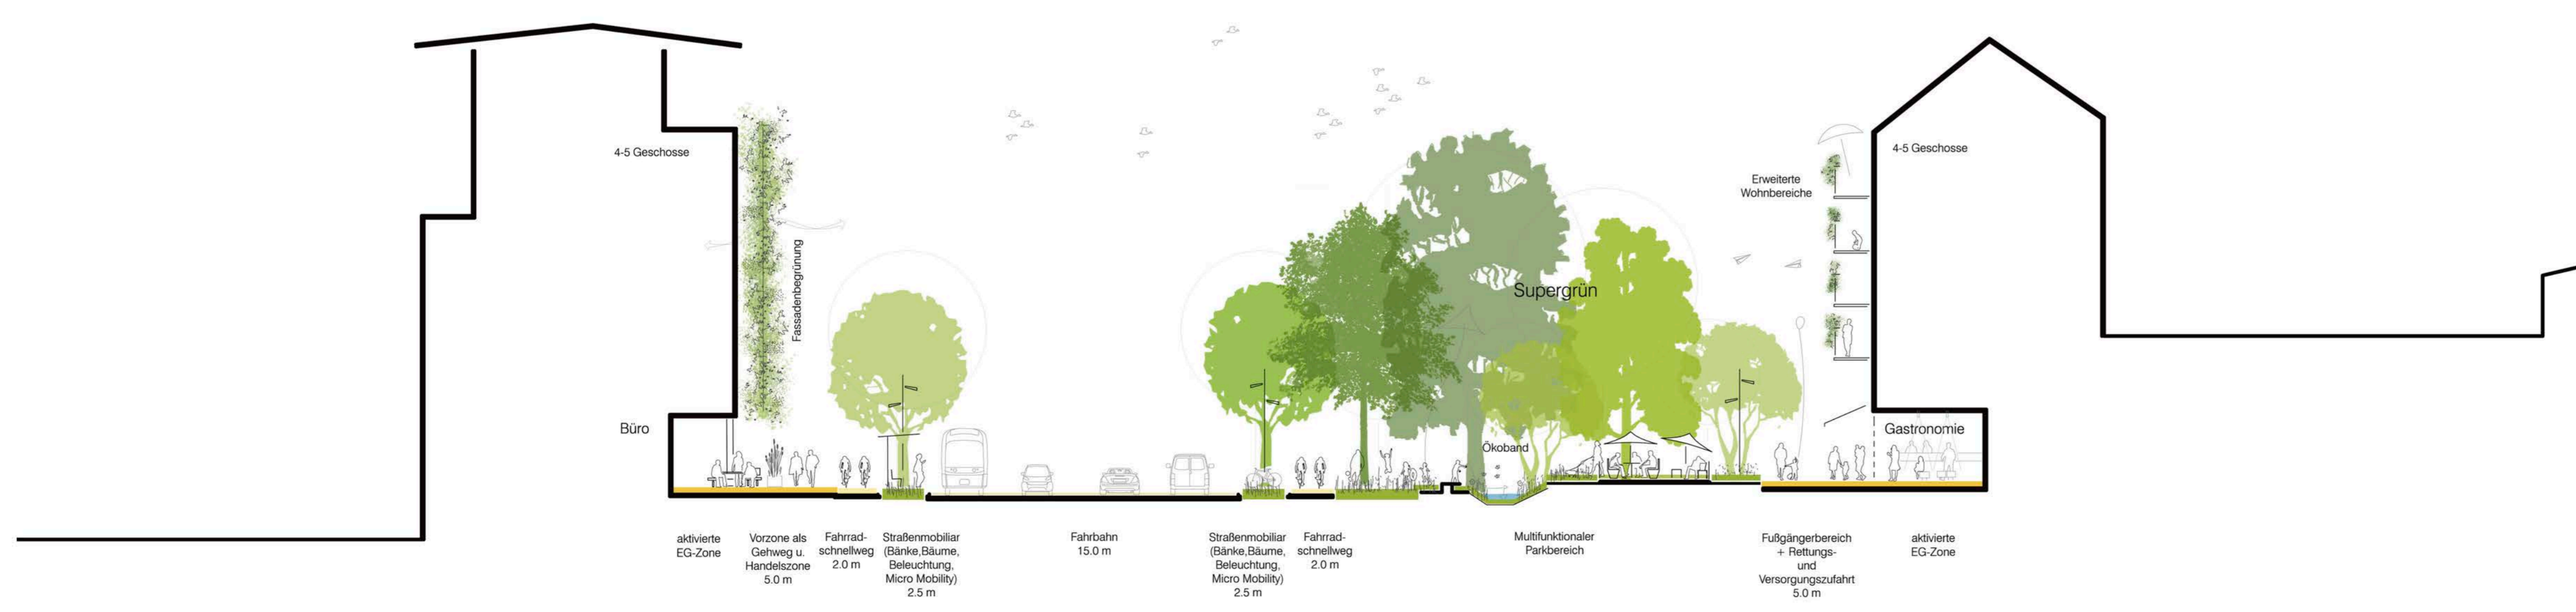 4-5 Geschosse
Fassadenbegrünung
Büro
Supergrün
Ökoband
Erweiterte
Wohnbereiche
4-5 Geschosse
Gastronomie
aktivierte
EG-Zone
Vorzone als
Gehweg u.
Handelszone
5.0 m
Fahrrad-
schnellweg
2.0 m
Straßenmobiliar
(Bänke,Bäume,
Beleuchtung,
Micro Mobility)
2.5 m
Fahrbahn
15.0 m
Straßenmobiliar
(Bänke,Bäume,
Beleuchtung,
Micro Mobility)
2.5 m
Fahrrad-
schnellweg
2.0 m
Multifunktionaler
Parkbereich
Fußgängerbereich
+ Rettungs-
und
Versorgungszufahrt
5.0 m
aktivierte
EG-Zone